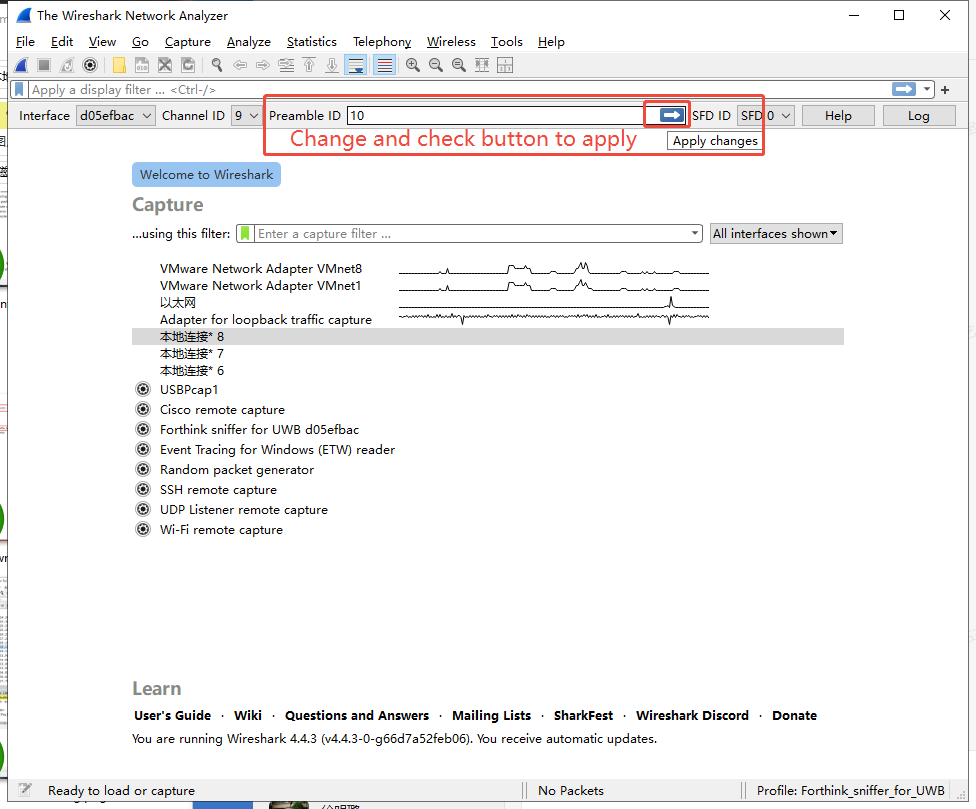 The Wireshark Network Analyzer
File Edit View Go Capture Analyze Statistics Telephony Wireless Tools Help
Apply a display filter ... <Ctrl-/>
Interface d05efbac Channel ID 9 Preamble ID 10 SFD ID SFD 0 Help Log
Change and check button to apply
Apply changes
Welcome to Wireshark
Capture
...using this filter: Enter a capture filter ... All interfaces shown
VMware Network Adapter VMnet8
VMware Network Adapter VMnet1
以太网
Adapter for loopback traffic capture
本地连接* 8
本地连接* 7
本地连接* 6
USBPcap1
Cisco remote capture
Forthink sniffer for UWB d05efbac
Event Tracing for Windows (ETW) reader
Random packet generator
SSH remote capture
UDP Listener remote capture
Wi-Fi remote capture
Learn
User's Guide · Wiki · Questions and Answers · Mailing Lists · SharkFest · Wireshark Discord · Donate
You are running Wireshark 4.4.3 (v4.4.3-0-g66d7a52feb06). You receive automatic updates.
Ready to load or capture No Packets Profile: Forthink_sniffer_for_UWB